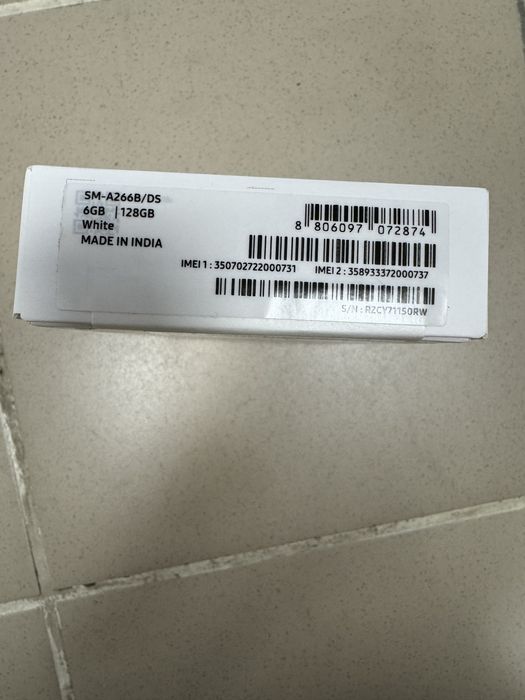 SM-A266B/DS
6GB | 128GB
White
MADE IN INDIA
8 806097 072874
IMEI 1 : 350702722000731 IMEI 2 : 358933372000737
S/N : R2CY71150RW